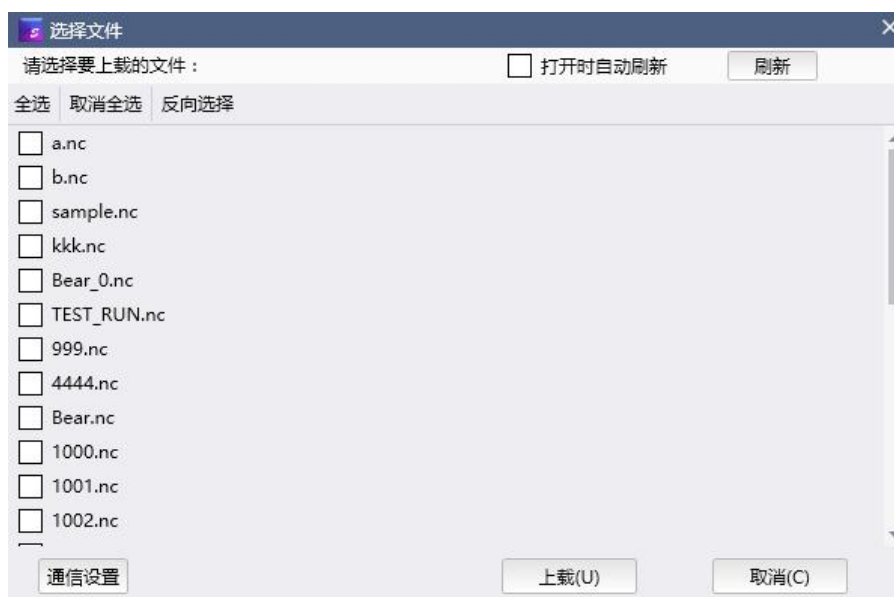 S 选择文件
请选择要上载的文件： 打开时自动刷新 刷新
全选 取消全选 反向选择
a.nc
b.nc
sample.nc
kkk.nc
Bear_0.nc
TEST_RUN.nc
999.nc
4444.nc
Bear.nc
1000.nc
1001.nc
1002.nc
通信设置 上载(U) 取消(C)